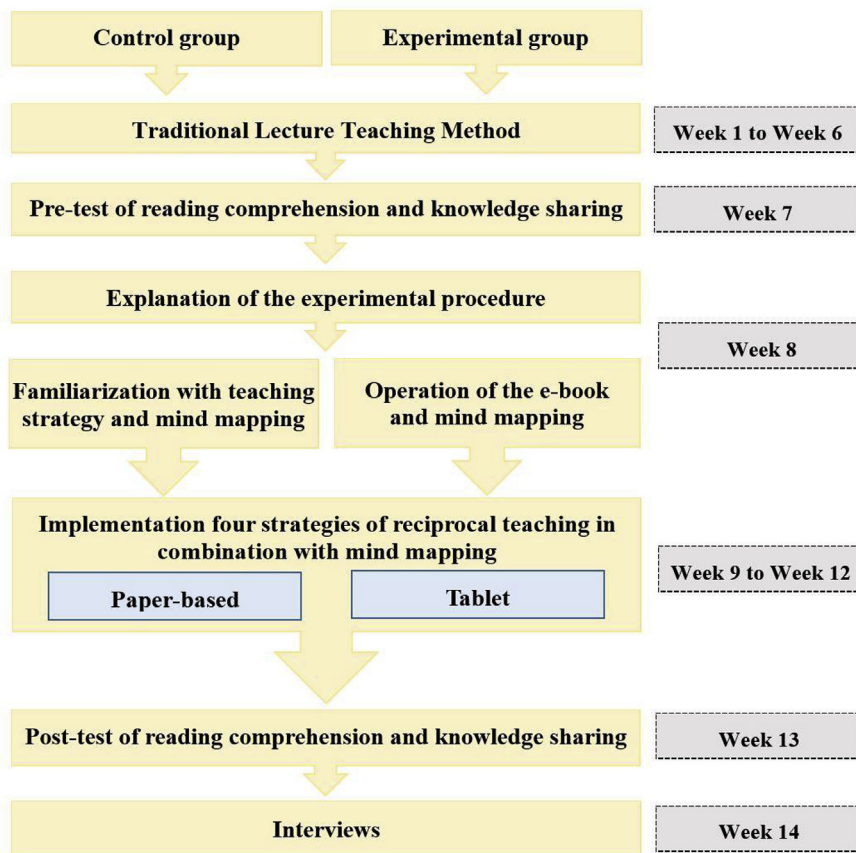 Control group
Experimental group
Traditional Lecture Teaching Method
Week 1 to Week 6
Pre-test of reading comprehension and knowledge sharing
Week 7
Explanation of the experimental procedure
Week 8
Familiarization with teaching
strategy and mind mapping
Operation of the e-book
and mind mapping
Implementation four strategies of reciprocal teaching in
combination with mind mapping
Paper-based
Tablet
Week 9 to Week 12
Post-test of reading comprehension and knowledge sharing
Week 13
Interviews
Week 14